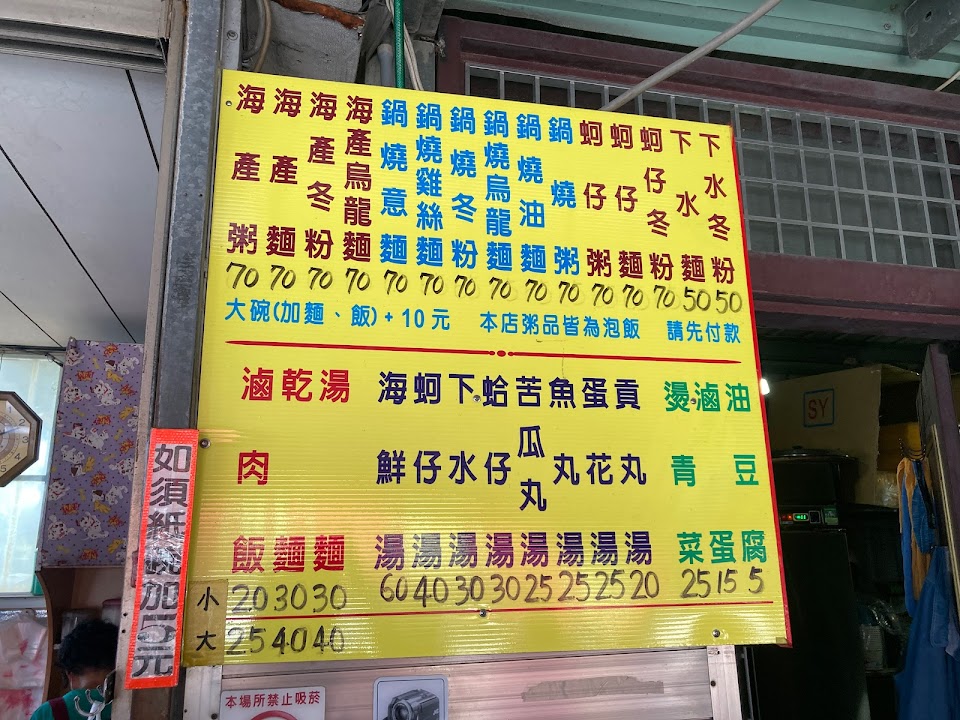 海產粥 70
海產麵 70
海產冬粉 70
海產烏龍麵 70
鍋燒意麵 70
鍋燒雞絲麵 70
鍋燒冬粉 70
鍋燒烏龍麵 70
鍋燒油麵 70
鍋燒粥 70
蚵仔粥 70
蚵仔麵 70
蚵仔冬粉 70
下水麵 50
下水冬粉 50
大碗(加麵、飯)+10元 本店粥品皆為泡飯 請先付款
滷肉飯
乾麵
湯麵
小 20 30 30
大 25 40 40
海鮮湯 60
蚵仔湯 40
下水湯 30
蛤仔湯 30
苦瓜丸湯 25
魚丸湯 25
蛋花湯 25
貢丸湯 20
燙青菜 25
滷蛋 15
油豆腐 5
如須紙加5元
本場所禁止吸菸
SY